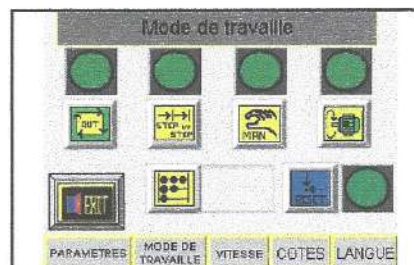 Mode de travaille
AUT
STEP BY
STEP
MAN
EXIT
PARAMETRES
MODE DE
TRAVAILLE
VITESSE
COTES
LANGUE